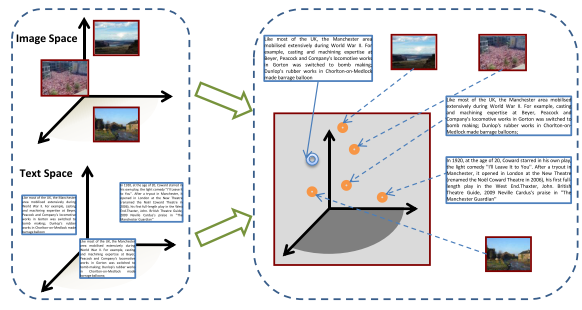 Image Space
Text Space
In 1920, at the age of 20, Coward starred in his own play,
the light comedy "I'll Leave It to You". After a tryout in
Manchester, it opened in London at the New Theatre
(renamed the Noël Coward Theatre in 2006), his first full-
length play in the West End.Thaxter, John. British
Theatre Guide, 2009 Neville Cardus's praise in "The
Manchester Guardian"
Like most of the UK, the Manchester area
mobilised extensively during World War II. For
example, casting and machining expertise at
Beyer, Peacock and Company's locomotive works
in Gorton was switched to bomb making;
Dunlop's rubber works in Chorlton-on-Medlock
made barrage balloons;
Like most of the UK, the Manchester area
mobilised extensively during World War II. For
example, casting and machining expertise at
Beyer, Peacock and Company's locomotive
works in Gorton was switched to bomb
making; Dunlop's rubber works in
Chorlton-on-Medlock made barrage
balloons;
Like most of the UK, the Manchester area
mobilised extensively during World War II. For
example, casting and machining expertise at
Beyer, Peacock and Company's locomotive works
in Gorton was switched to bomb making;
Dunlop's rubber works in Chorlton-on-Medlock
made barrage balloon
Like most of the UK, the Manchester area mobilised
extensively during World War II. For example, casting
and machining expertise at Beyer, Peacock and
Company's locomotive works in Gorton was switched to
bomb making; Dunlop's rubber works in Chorlton-on-
Medlock made barrage balloons;
In 1920, at the age of 20, Coward starred in his own play,
the light comedy "I'll Leave It to You". After a tryout in
Manchester, it opened in London at the New Theatre
(renamed the Noël Coward Theatre in 2006), his first full-
length play in the West End.Thaxter, John. British
Theatre Guide, 2009 Neville Cardus's praise in "The
Manchester Guardian"